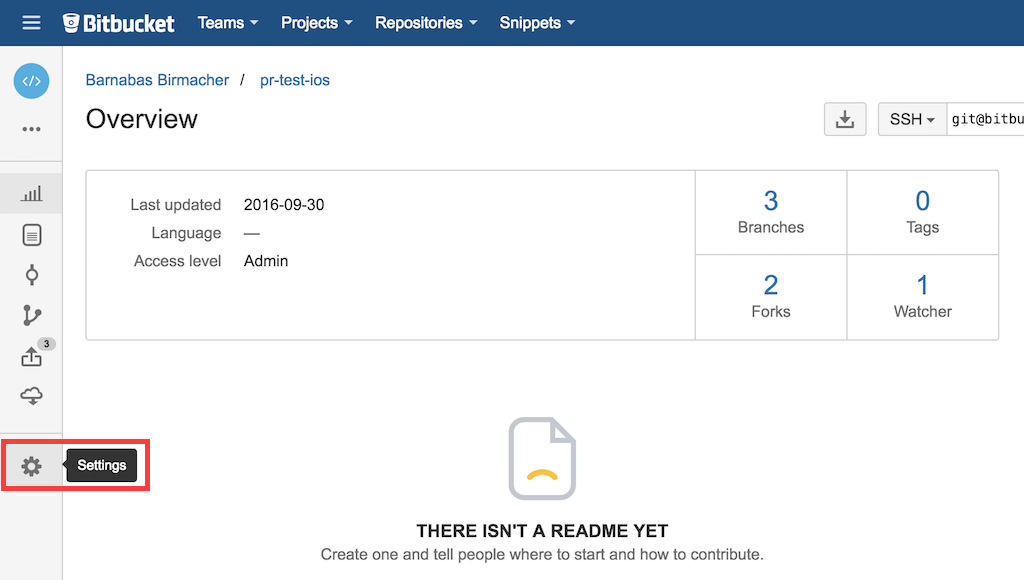 Bitbucket Teams Projects Repositories Snippets
</>
Barnabas Birmacher / pr-test-ios
Overview
SSH git@bitbu
Last updated 2016-09-30
Language —
Access level Admin
3
Branches
0
Tags
2
Forks
1
Watcher
3
Settings
THERE ISN'T A README YET
Create one and tell people where to start and how to contribute.